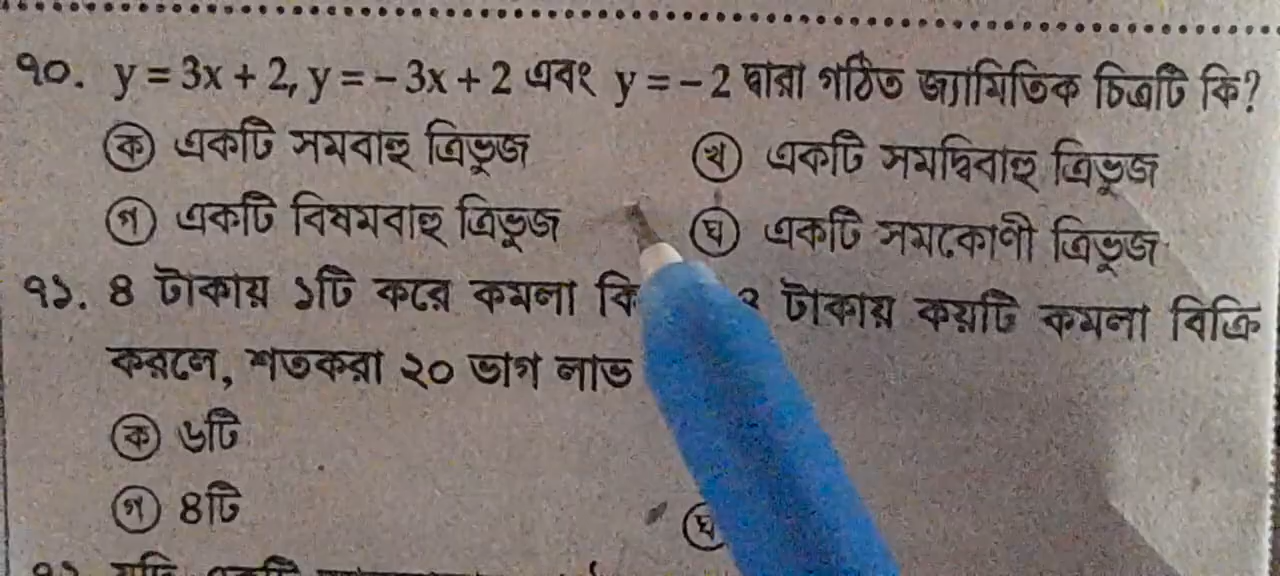 ৭০. y = 3x + 2, y = – 3x + 2 এবং y = – 2 দ্বারা গঠিত জ্যামিতিক চিত্রটি কি?
ক একটি সমবাহু ত্রিভুজ খ একটি সমদ্বিবাহু ত্রিভুজ
গ একটি বিষমবাহু ত্রিভুজ ঘ একটি সমকোণী ত্রিভুজ
৭১. ৪ টাকায় ১টি করে কমলা কি টাকায় কয়টি কমলা বিক্রি
করলে, শতকরা ২০ ভাগ লাভ
ক ৬টি
গ ৪টি ঘ